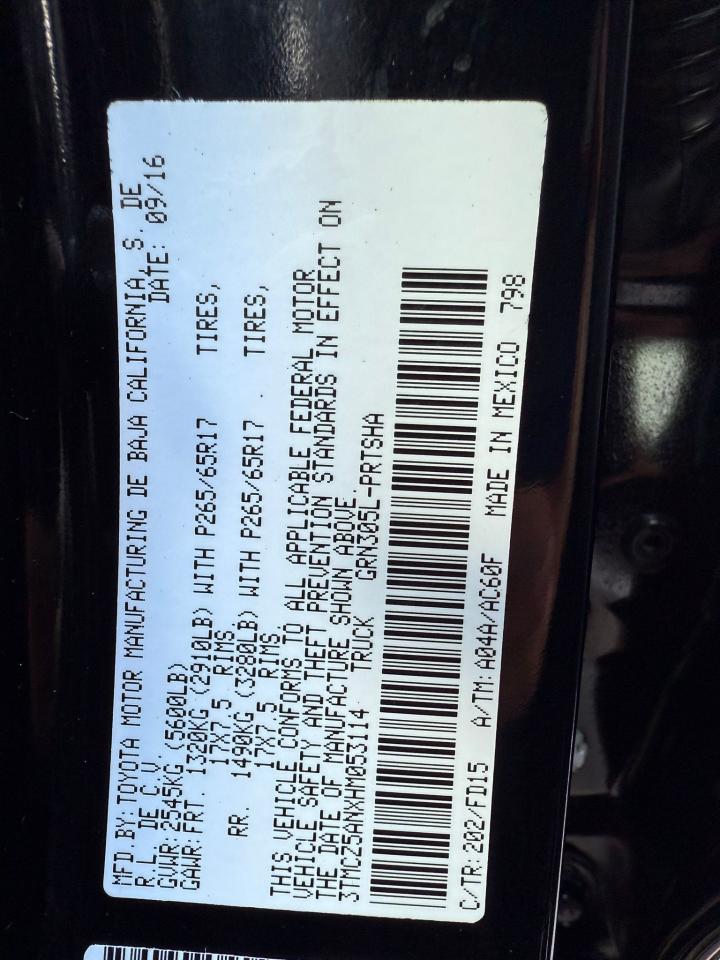 MFD.BY:TOYOTA MOTOR MANUFACTURING DE BAJA CALIFORNIA, S. DE
R.L. DE C.V. DATE: 09/16
GVWR:2545KG (5600LB)
GAWR:FRT. 1320KG (2910LB) WITH P265/65R17 TIRES,
17X7.5 RIMS,
RR. 1490KG (3280LB) WITH P265/65R17 TIRES,
17X7.5 RIMS.
THIS VEHICLE CONFORMS TO ALL APPLICABLE FEDERAL MOTOR
VEHICLE SAFETY AND THEFT PREVENTION STANDARDS IN EFFECT ON
THE DATE OF MANUFACTURE SHOWN ABOVE.
3TMCZ5ANXHM053114 TRUCK GRN305L-PRTSHA
C/TR:202/FD15 A/TM:A04A/AC60F MADE IN MEXICO 798